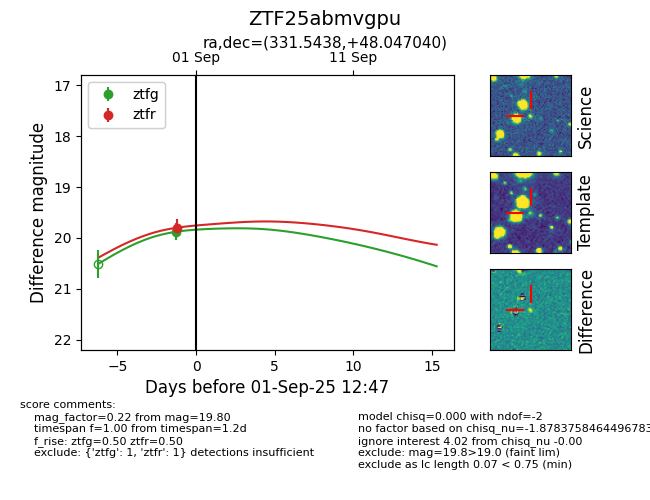 ZTF25abmvgpu
ra,dec=(331.5438,+48.047040)
01 Sep
11 Sep
17
18
19
20
21
22
Difference magnitude
ztfg
ztfr
−5
0
5
10
15
Days before 01-Sep-25 12:47
Science
Template
Difference
score comments:
mag_factor=0.22 from mag=19.80
timespan f=1.00 from timespan=1.2d
f_rise: ztfg=0.50 ztfr=0.50
exclude: {'ztfg': 1, 'ztfr': 1} detections insufficient
model chisq=0.000 with ndof=-2
no factor based on chisq_nu=-1.8783758464496783
ignore interest 4.02 from chisq_nu -0.00
exclude: mag=19.8>19.0 (faint lim)
exclude as lc length 0.07 < 0.75 (min)